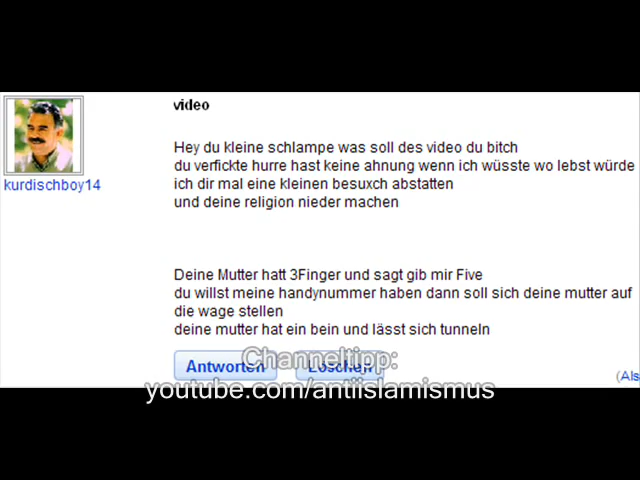 video
Hey du kleine schlampe was soll des video du bitch
du verfickte hurre hast keine ahnung wenn ich wüsste wo lebst würde
ich dir mal eine kleinen besuxch abstatten
und deine religion nieder machen
kurdischboy14
Deine Mutter hatt 3Finger und sagt gib mir Five
du willst meine handynummer haben dann soll sich deine mutter auf
die wage stellen
deine mutter hat ein bein und lässt sich tunneln
Antworten Löschen
Channeltipp:
(Als
youtube.com/antiislamismus